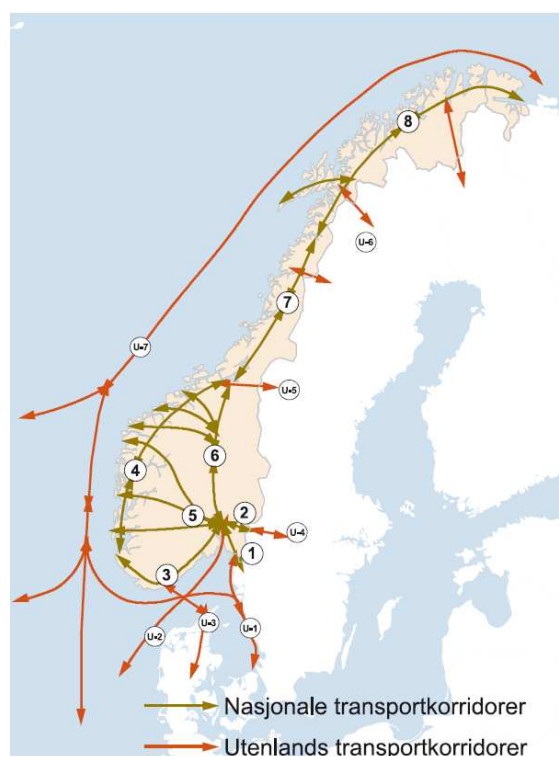 8
U-6
7
U-7
U-5
6
4
5
2
U-4
1
3
U-3
U-2
U-1
Nasjonale transportkorridorer
Utenlands transportkorridorer